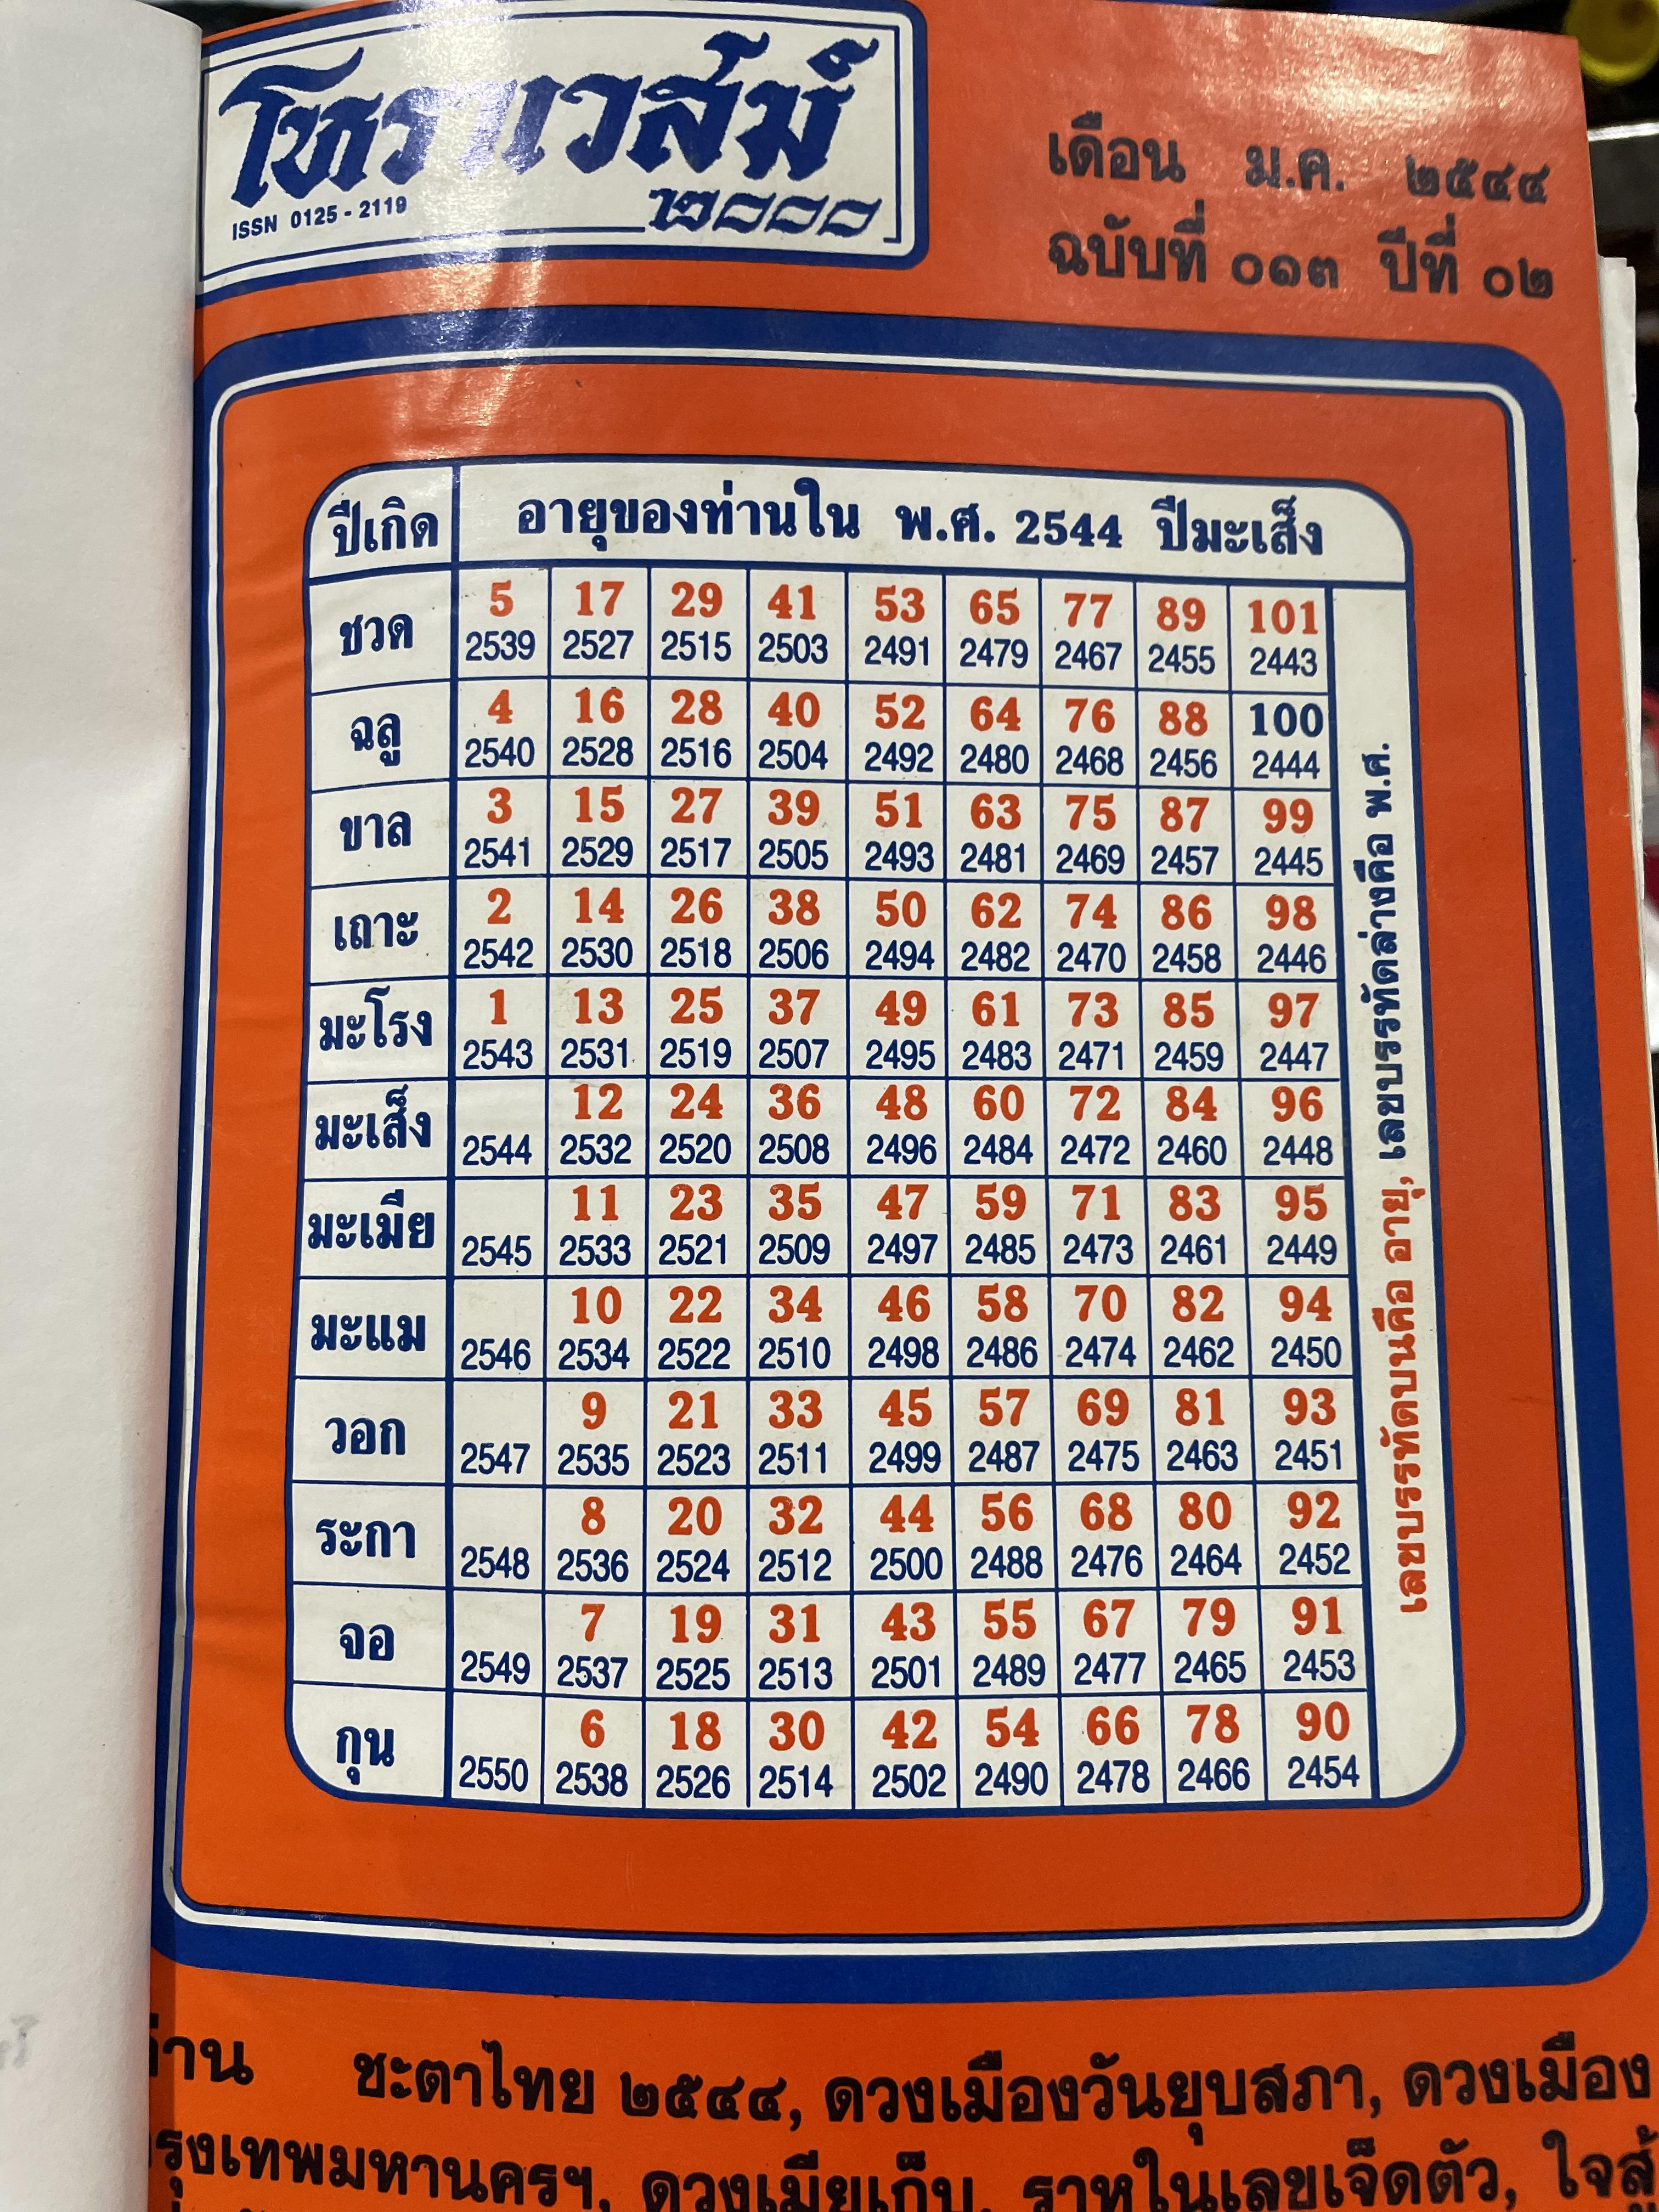 โหราเวสม์
ISSN 0125 - 2119
๒๐๐๐
เดือน ม.ค. ๒๕๔๔
ฉบับที่ ๐๑๓ ปีที่ ๐๒
ปีเกิด อายุของท่านใน พ.ศ. 2544 ปีมะเส็ง
ชวด 5 17 29 41 53 65 77 89 101
2539 2527 2515 2503 2491 2479 2467 2455 2443
ฉลู 4 16 28 40 52 64 76 88 100
2540 2528 2516 2504 2492 2480 2468 2456 2444
ขาล 3 15 27 39 51 63 75 87 99
2541 2529 2517 2505 2493 2481 2469 2457 2445
เถาะ 2 14 26 38 50 62 74 86 98
2542 2530 2518 2506 2494 2482 2470 2458 2446
มะโรง 1 13 25 37 49 61 73 85 97
2543 2531 2519 2507 2495 2483 2471 2459 2447
มะเส็ง 12 24 36 48 60 72 84 96
2544 2532 2520 2508 2496 2484 2472 2460 2448
มะเมีย 11 23 35 47 59 71 83 95
2545 2533 2521 2509 2497 2485 2473 2461 2449
มะแม 10 22 34 46 58 70 82 94
2546 2534 2522 2510 2498 2486 2474 2462 2450
วอก 9 21 33 45 57 69 81 93
2547 2535 2523 2511 2499 2487 2475 2463 2451
ระกา 8 20 32 44 56 68 80 92
2548 2536 2524 2512 2500 2488 2476 2464 2452
จอ 7 19 31 43 55 67 79 91
2549 2537 2525 2513 2501 2489 2477 2465 2453
กุน 6 18 30 42 54 66 78 90
2550 2538 2526 2514 2502 2490 2478 2466 2454
เลขบรรทัดบนคือ อายุ, เลขบรรทัดล่างคือ พ.ศ.
ชะตาไทย ๒๕๔๔, ดวงเมืองวันยุบสภา, ดวงเมือง
รุงเทพมหานครฯ, ดวงเมียเก็บ, ราหูในเลขเจ็ดตัว, ใจสู้